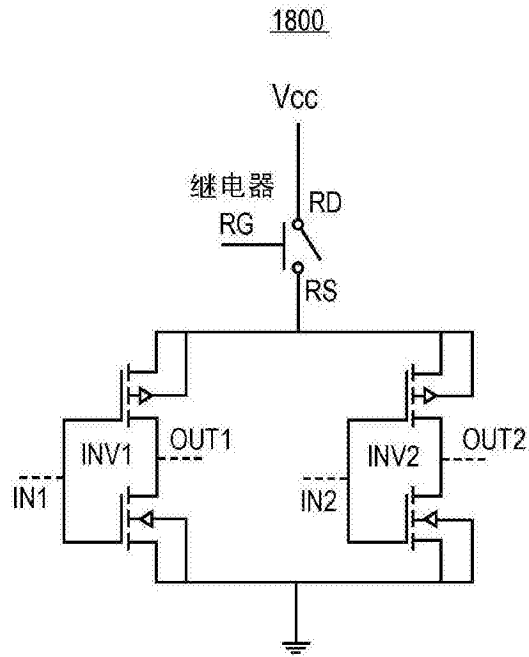 1800
Vcc
继电器
RD
RG
RS
OUT1
OUT2
INV1
INV2
IN1
IN2